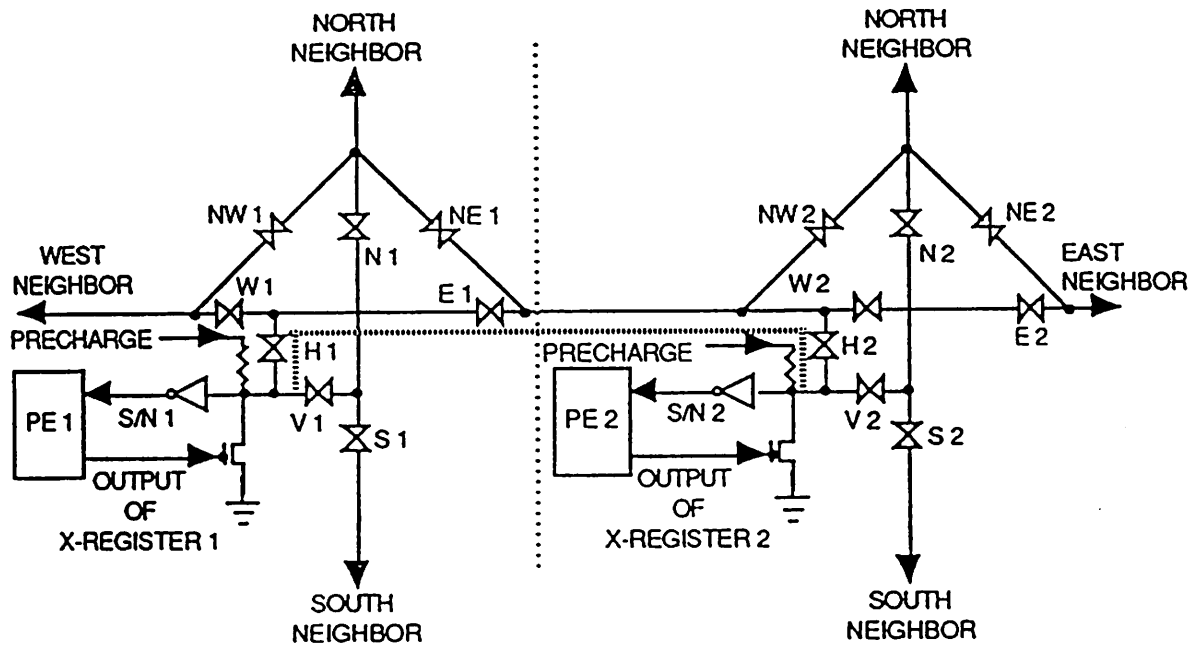 NORTH
NEIGHBOR
NORTH
NEIGHBOR
NW 1
NE 1
N 1
NW 2
NE 2
N 2
WEST
NEIGHBOR
W 1
E 1
W 2
EAST
NEIGHBOR
E 2
PRECHARGE
H 1
PRECHARGE
H 2
PE 1
S/N 1
V 1
S 1
PE 2
S/N 2
V 2
S 2
OUTPUT
OF
X-REGISTER 1
OUTPUT
OF
X-REGISTER 2
SOUTH
NEIGHBOR
SOUTH
NEIGHBOR